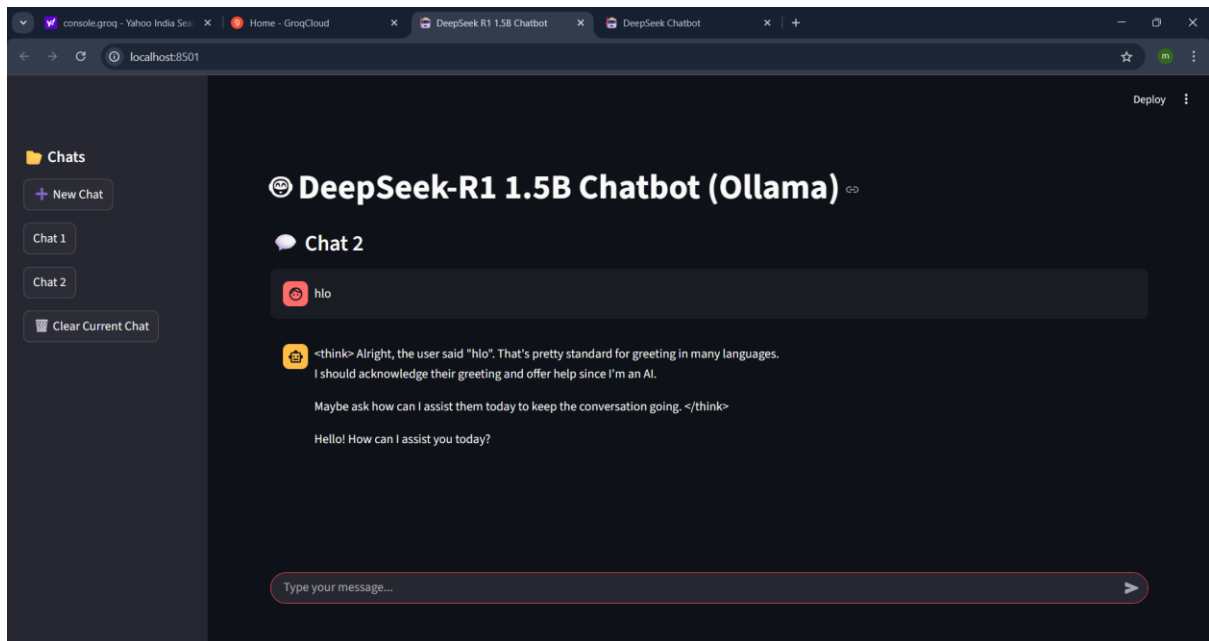 console.groq - Yahoo India Sea
Home - GroqCloud
DeepSeek R1 1.5B Chatbot
DeepSeek Chatbot
localhost:8501
m
Deploy
Chats
New Chat
Chat 1
Chat 2
Clear Current Chat
DeepSeek-R1 1.5B Chatbot (Ollama)
Chat 2
hlo
<think> Alright, the user said "hlo". That's pretty standard for greeting in many languages.
I should acknowledge their greeting and offer help since I'm an AI.
Maybe ask how can I assist them today to keep the conversation going. </think>
Hello! How can I assist you today?
Type your message...